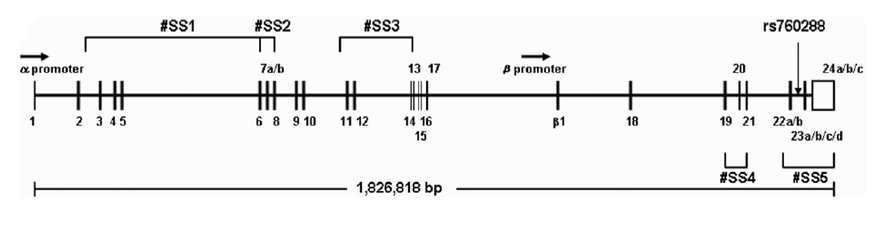 #SS1 #SS2 #SS3 rs760288
α promoter 7a/b 13 17 β promoter 20 24a/b/c
1 2 3 4 5 6 8 9 10 11 12 14 16 β1 18 19 21 22a/b
15 23a/b/c/d
#SS4 #SS5
1,826,818 bp